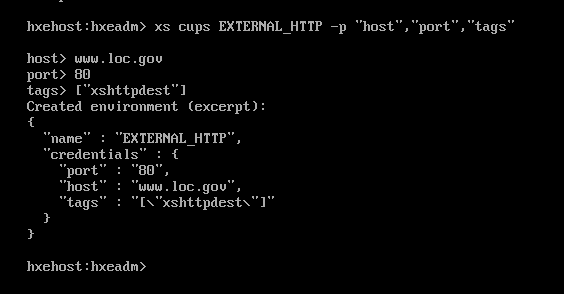 hxehost:hxeadm> xs cups EXTERNAL_HTTP -p "host","port","tags"
host> www.loc.gov
port> 80
tags> ["xshttpdest"]
Created environment (excerpt):
{
  "name" : "EXTERNAL_HTTP",
  "credentials" : {
    "port" : "80",
    "host" : "www.loc.gov",
    "tags" : "[\"xshttpdest\"]"
  }
}
hxehost:hxeadm>